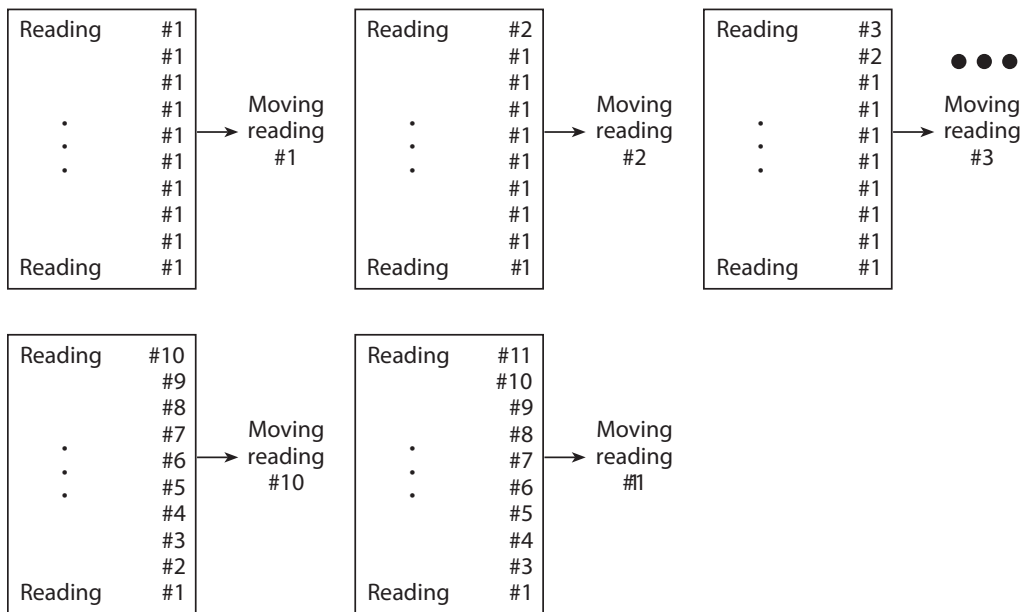 Reading #1
#1
#1
#1
#1
#1
#1
#1
#1
Reading #1
Moving
reading
#1
Reading #2
#1
#1
#1
#1
#1
#1
#1
#1
Reading #1
Moving
reading
#2
Reading #3
#2
#1
#1
#1
#1
#1
#1
#1
Reading #1
Moving
reading
#3
Reading #10
#9
#8
#7
#6
#5
#4
#3
#2
Reading #1
Moving
reading
#10
Reading #11
#10
#9
#8
#7
#6
#5
#4
#3
Reading #1
Moving
reading
#11